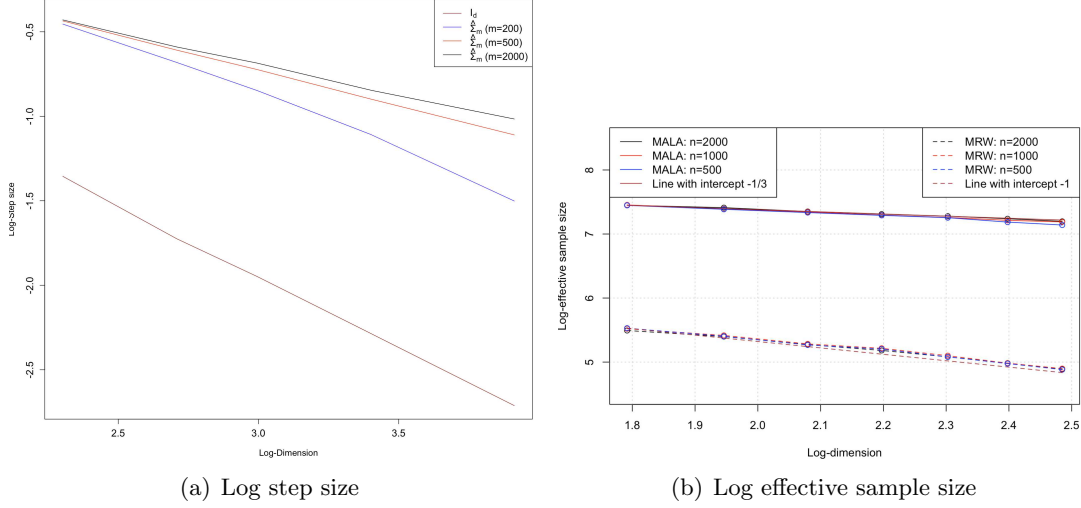 -0.5
-1.0
-1.5
-2.0
-2.5
Log-Step size
I_d
Σ̂_m (m=200)
Σ̂_m (m=500)
Σ̂_m (m=2000)
2.5 3.0 3.5
Log-Dimension
(a) Log step size
MALA: n=2000
MALA: n=1000
MALA: n=500
Line with intercept -1/3
MRW: n=2000
MRW: n=1000
MRW: n=500
Line with intercept -1
8
7
6
5
Log-effective sample size
1.8 1.9 2.0 2.1 2.2 2.3 2.4 2.5
Log-dimension
(b) Log effective sample size